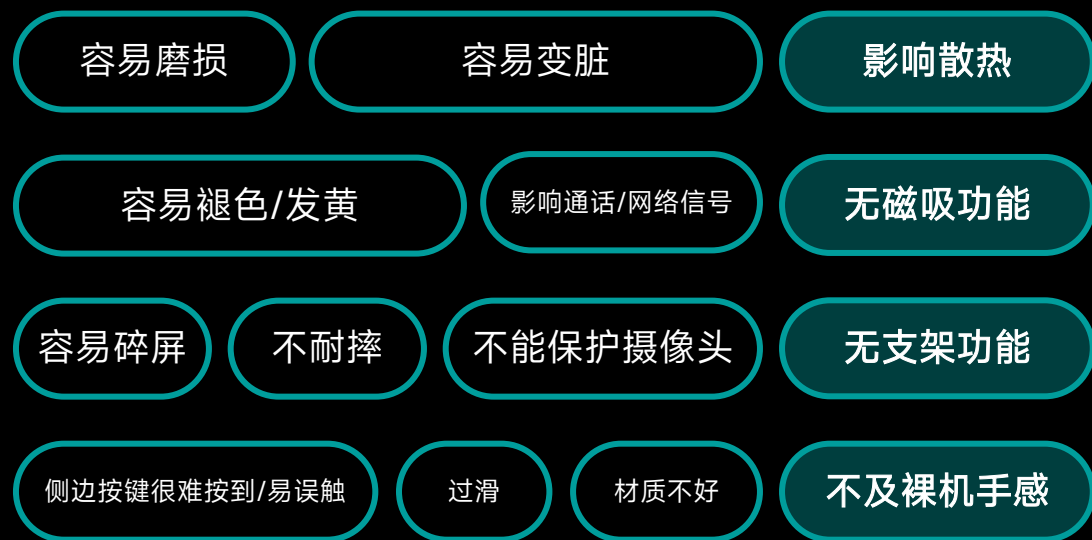 容易磨损 容易变脏 影响散热
容易褪色/发黄 影响通话/网络信号 无磁吸功能
容易碎屏 不耐摔 不能保护摄像头 无支架功能
侧边按键很难按到/易误触 过滑 材质不好 不及裸机手感